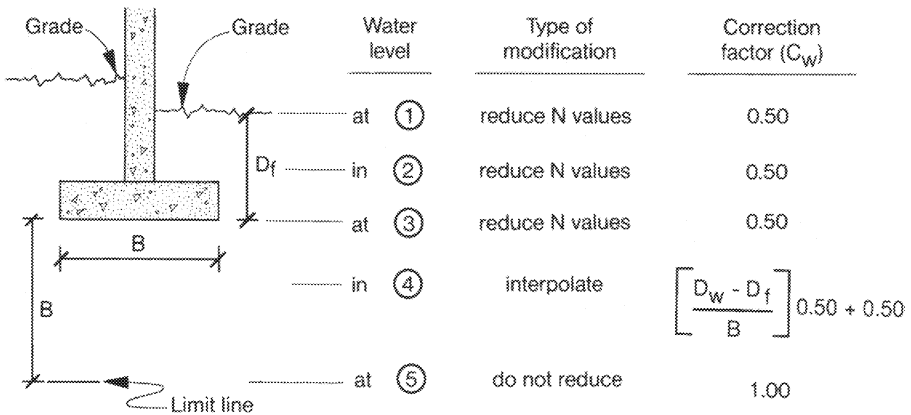 Grade
Grade
Water level
Type of modification
Correction factor (C_W)
at ① reduce N values 0.50
D_f
in ② reduce N values 0.50
at ③ reduce N values 0.50
B
in ④ interpolate [ (D_w - D_f) / B ] 0.50 + 0.50
B
at ⑤ do not reduce 1.00
Limit line